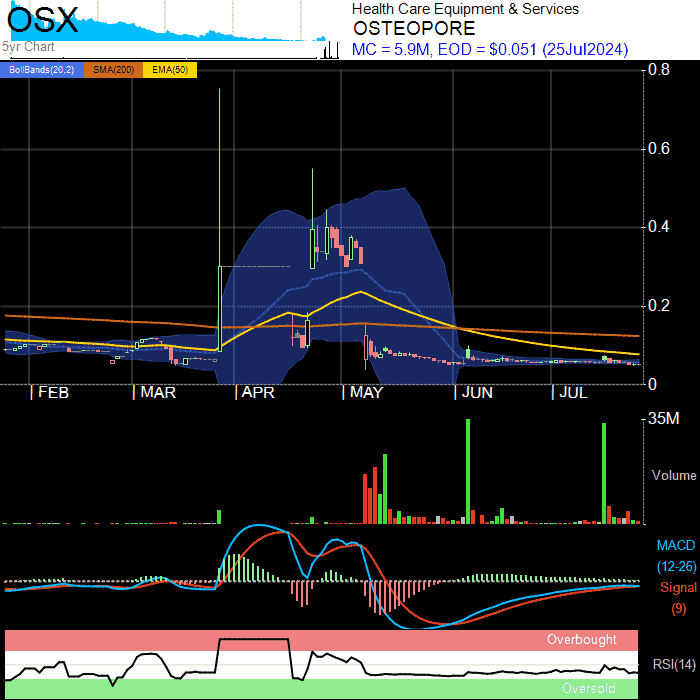 OSX
Health Care Equipment & Services
OSTEOPORE
5yr Chart
MC = 5.9M, EOD = $0.051 (25Jul2024)
BollBands(20,2) SMA(200) EMA(50)
0.8
0.6
0.4
0.2
0
FEB MAR APR MAY JUN JUL
35M
Volume
MACD
(12-26)
Signal
(9)
Overbought
RSI(14)
Oversold